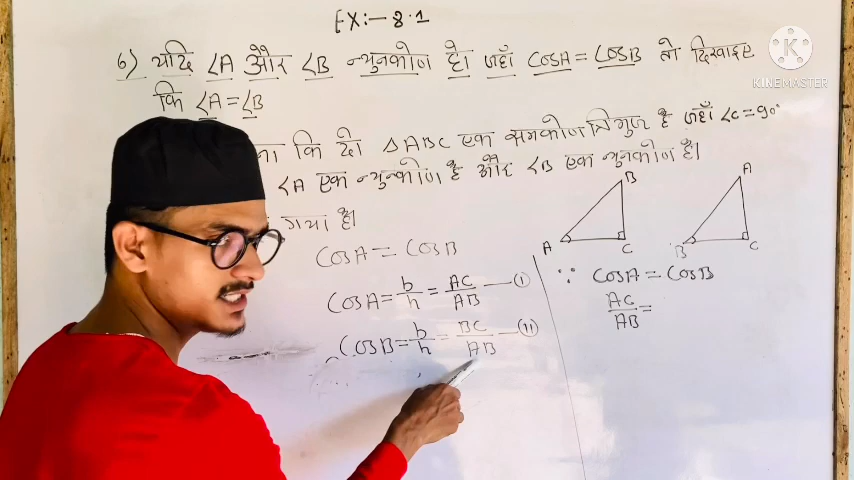 EX:- 8.1
6) यदि <A और <B न्युनकोण है। जहाँ CosA = CosB तो दिखाइए
कि <A = <B
कि दो △ABC एक समकोण त्रिभुज है जहाँ <C=90°
<A एक न्युनकोण है और <B एक न्युनकोण है।
गया है।
CosA = CosB
CosA = b/h = AC/AB —(I)
CosB = b/h = BC/AB —(II)
B
A C
A
B C
∵ CosA = CosB
AC/AB =
KINEMASTER